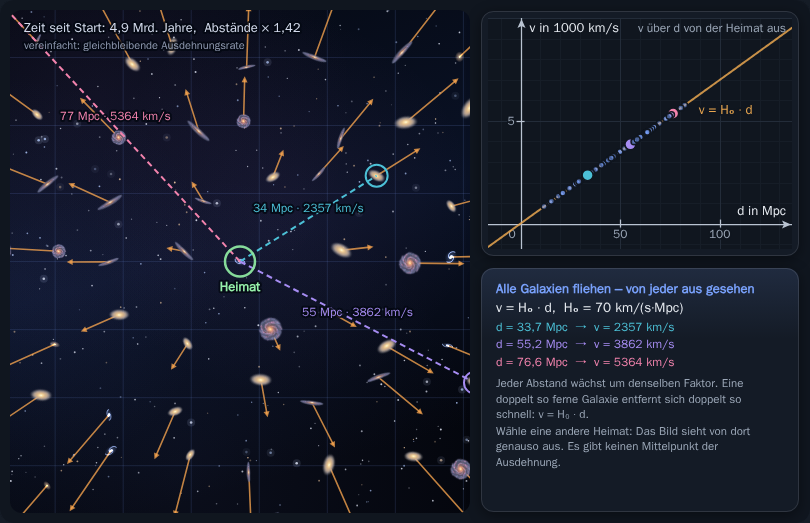 Zeit seit Start: 4,9 Mrd. Jahre, Abstände × 1,42
vereinfacht: gleichbleibende Ausdehnungsrate
77 Mpc · 5364 km/s
34 Mpc · 2357 km/s
Heimat
55 Mpc · 3862 km/s
v in 1000 km/s
v über d von der Heimat aus
v = H₀ · d
5
d in Mpc
0
50
100
Alle Galaxien fliehen – von jeder aus gesehen
v = H₀ · d, H₀ = 70 km/(s·Mpc)
d = 33,7 Mpc → v = 2357 km/s
d = 55,2 Mpc → v = 3862 km/s
d = 76,6 Mpc → v = 5364 km/s
Jeder Abstand wächst um denselben Faktor. Eine
doppelt so ferne Galaxie entfernt sich doppelt so
schnell: v = H₀ · d.
Wähle eine andere Heimat: Das Bild sieht von dort
genauso aus. Es gibt keinen Mittelpunkt der
Ausdehnung.